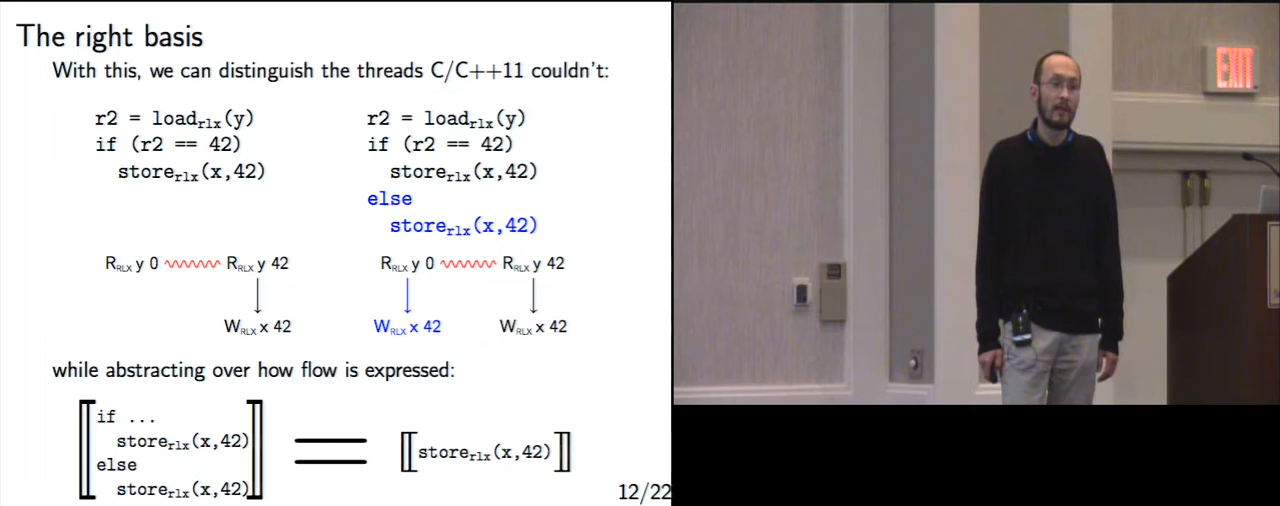 The right basis
With this, we can distinguish the threads C/C++11 couldn't:
r2 = load_rlx(y)
if (r2 == 42)
store_rlx(x,42)
r2 = load_rlx(y)
if (r2 == 42)
store_rlx(x,42)
else
store_rlx(x,42)
R_RLX y 0
R_RLX y 42
W_RLX x 42
R_RLX y 0
R_RLX y 42
W_RLX x 42
W_RLX x 42
while abstracting over how flow is expressed:
⟦if ...
store_rlx(x,42)
else
store_rlx(x,42)⟧
=
⟦store_rlx(x,42)⟧
12/22
EXIT